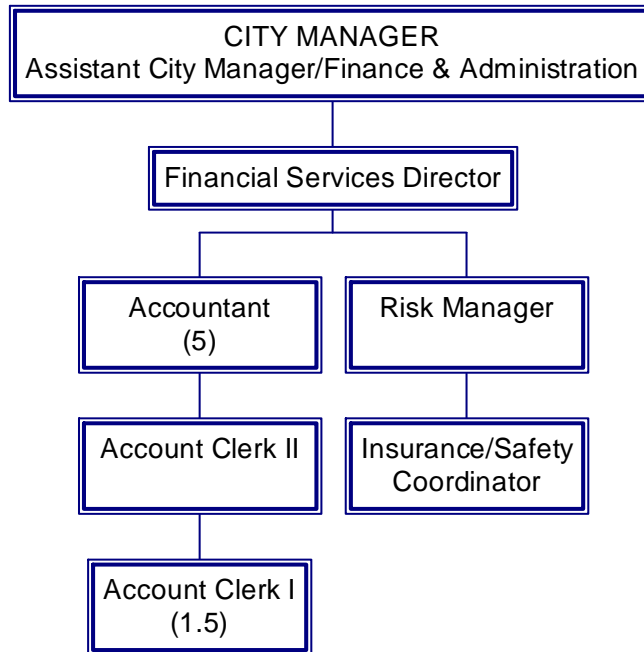 CITY MANAGER
Assistant City Manager/Finance & Administration
Financial Services Director
Accountant
(5)
Risk Manager
Account Clerk II
Insurance/Safety
Coordinator
Account Clerk I
(1.5)